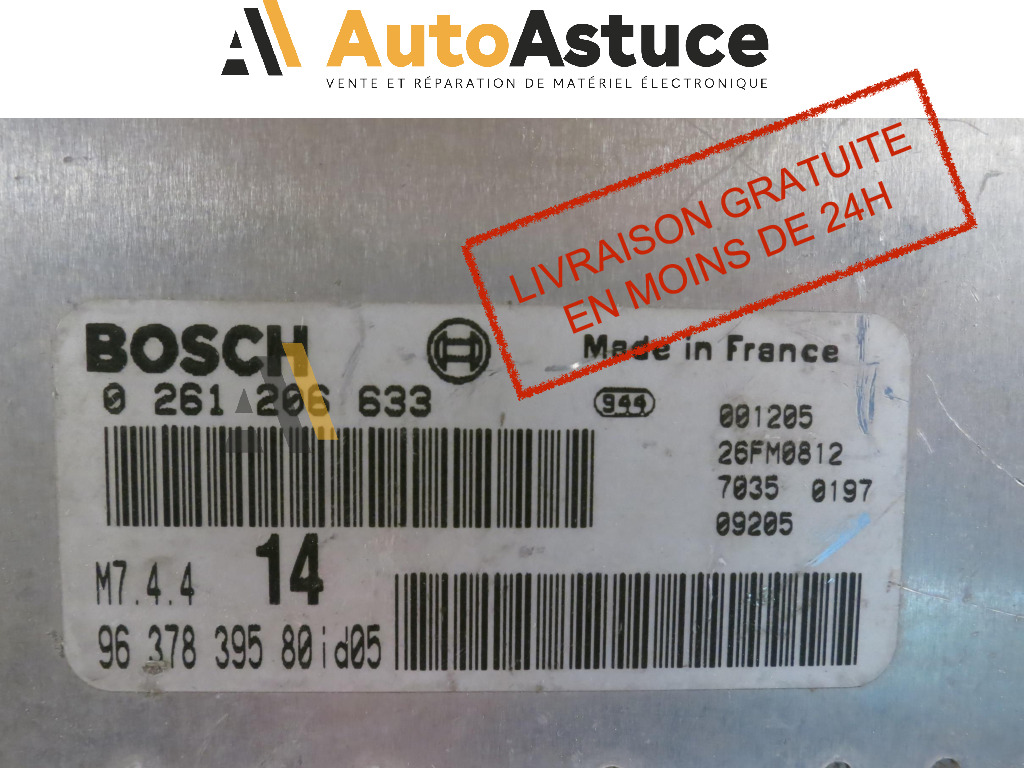 AutoAstuce
VENTE ET RÉPARATION DE MATÉRIEL ÉLECTRONIQUE
LIVRAISON GRATUITE
EN MOINS DE 24H
BOSCH
Made in France
0 261 206 633
944
001205
26FM0812
7035 0197
09205
14
M7.4.4
96 378 395 80id05